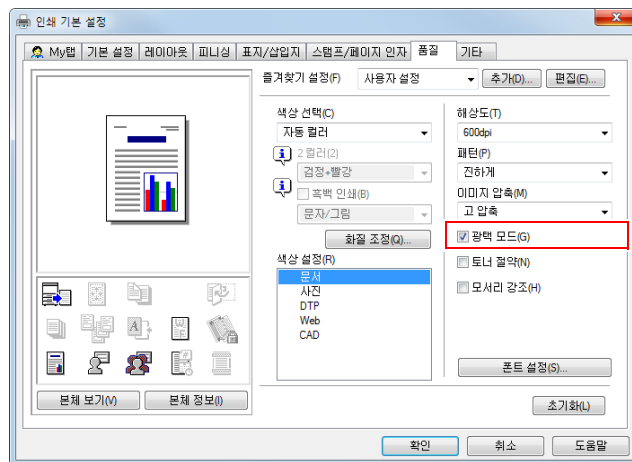 인쇄 기본 설정
My탭 기본 설정 레이아웃 피니싱 표지/삽입지 스탬프/페이지 인자 품질 기타
즐겨찾기 설정(F) 사용자 설정 추가(D)... 편집(E)...
색상 선택(C) 해상도(T)
자동 컬러 600dpi
2 컬러(2) 패턴(P)
검정+빨강 진하게
흑백 인쇄(B) 이미지 압축(M)
문자/그림 고 압축
화질 조정(Q)... 광택 모드(G)
색상 설정(R) 토너 절약(N)
문서
사진 모서리 강조(H)
DTP
Web
CAD
폰트 설정(S)...
본체 보기(V) 본체 정보(I) 초기화(L)
확인 취소 도움말